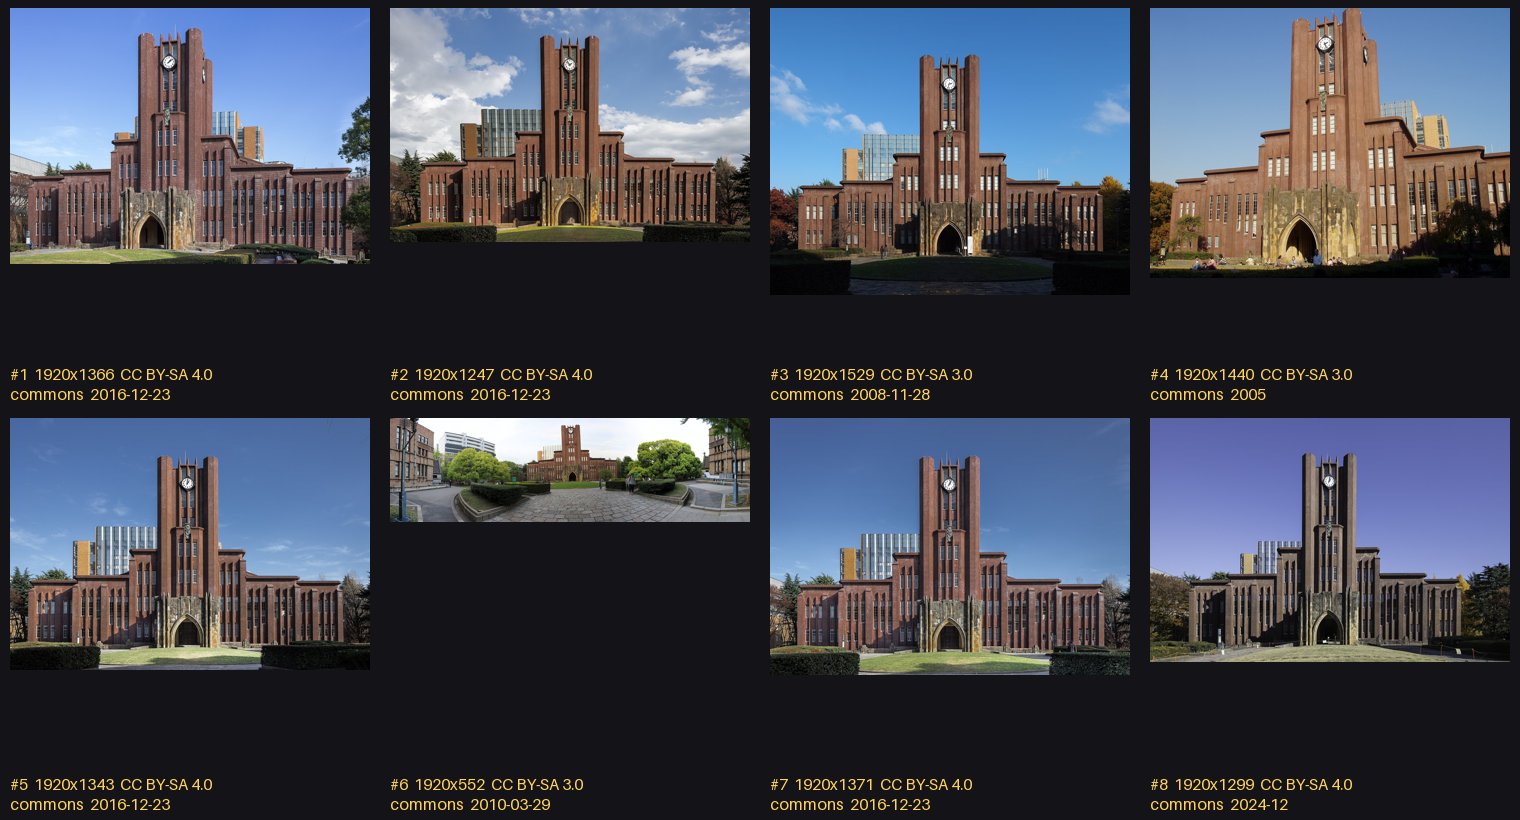 #1 1920x1366 CC BY-SA 4.0
commons 2016-12-23
#2 1920x1247 CC BY-SA 4.0
commons 2016-12-23
#3 1920x1529 CC BY-SA 3.0
commons 2008-11-28
#4 1920x1440 CC BY-SA 3.0
commons 2005
#5 1920x1343 CC BY-SA 4.0
commons 2016-12-23
#6 1920x552 CC BY-SA 3.0
commons 2010-03-29
#7 1920x1371 CC BY-SA 4.0
commons 2016-12-23
#8 1920x1299 CC BY-SA 4.0
commons 2024-12